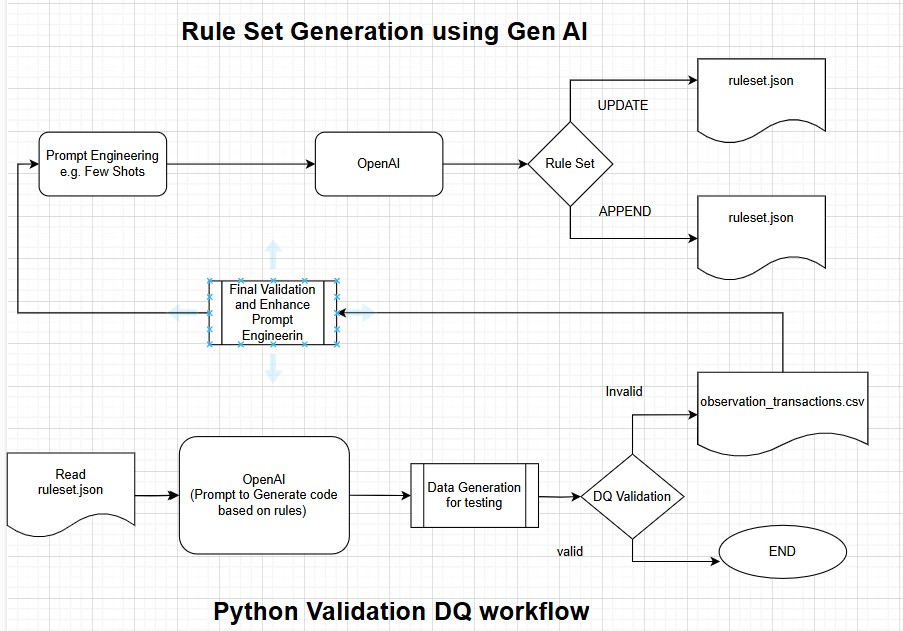 Rule Set Generation using Gen AI
ruleset.json
UPDATE
Prompt Engineering
e.g. Few Shots
OpenAI
Rule Set
APPEND
ruleset.json
Final Validation
and Enhance
Prompt
Engineerin
Invalid
observation_transactions.csv
Read
ruleset.json
OpenAI
(Prompt to Generate code
based on rules)
Data Generation
for testing
DQ Validation
valid
END
Python Validation DQ workflow